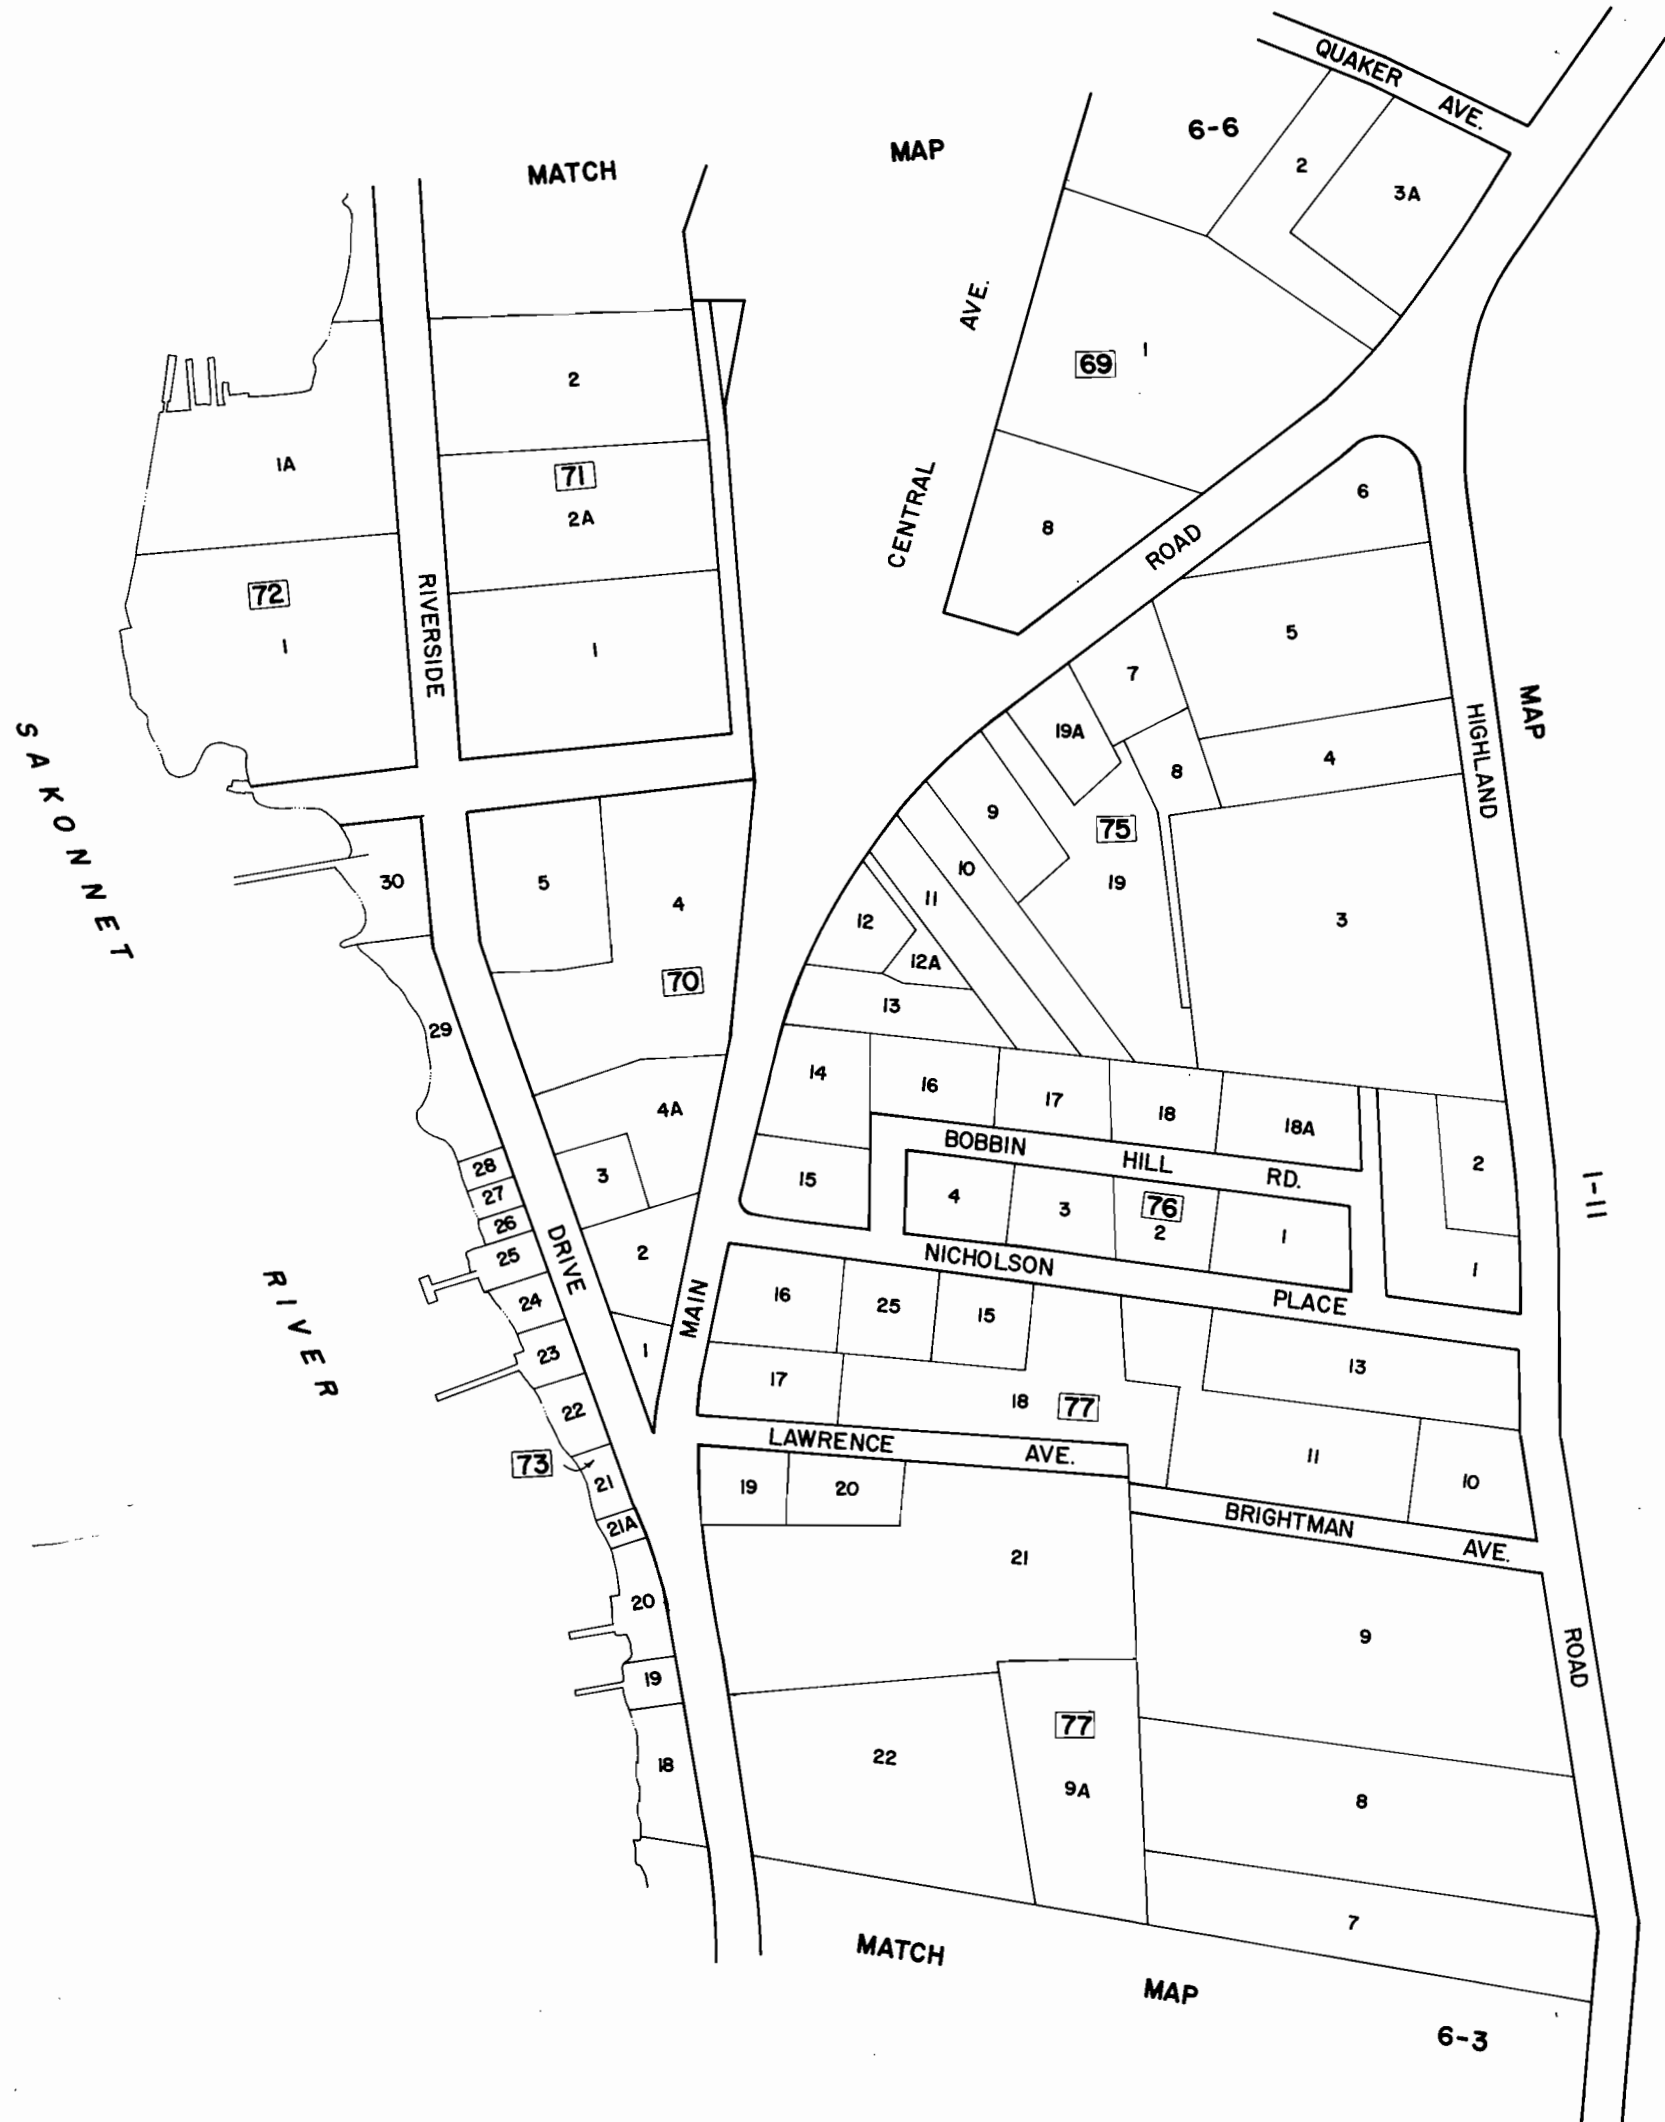 QUAKER AVE.
MATCH MAP 6-6
2
3A
AVE.
69
1
2
1A
71
2A
CENTRAL
8
ROAD
6
72
1
RIVERSIDE
1
5
7
MAP
HIGHLAND
19A
4
8
SAKONNET
9
75
30
5
4
10
19
11
3
12
12A
70
13
29
14
16
17
18
18A
4A
BOBBIN HILL RD.
2
28
3
15
4
3
76
2
1
1-11
27
26
25
DRIVE
2
NICHOLSON PLACE
1
RIVER
24
MAIN
16
25
15
23
1
17
13
22
18
77
LAWRENCE AVE.
11
10
73
21
19
20
21A
BRIGHTMAN AVE.
21
20
9
ROAD
19
77
18
22
9A
8
7
MATCH MAP 6-3